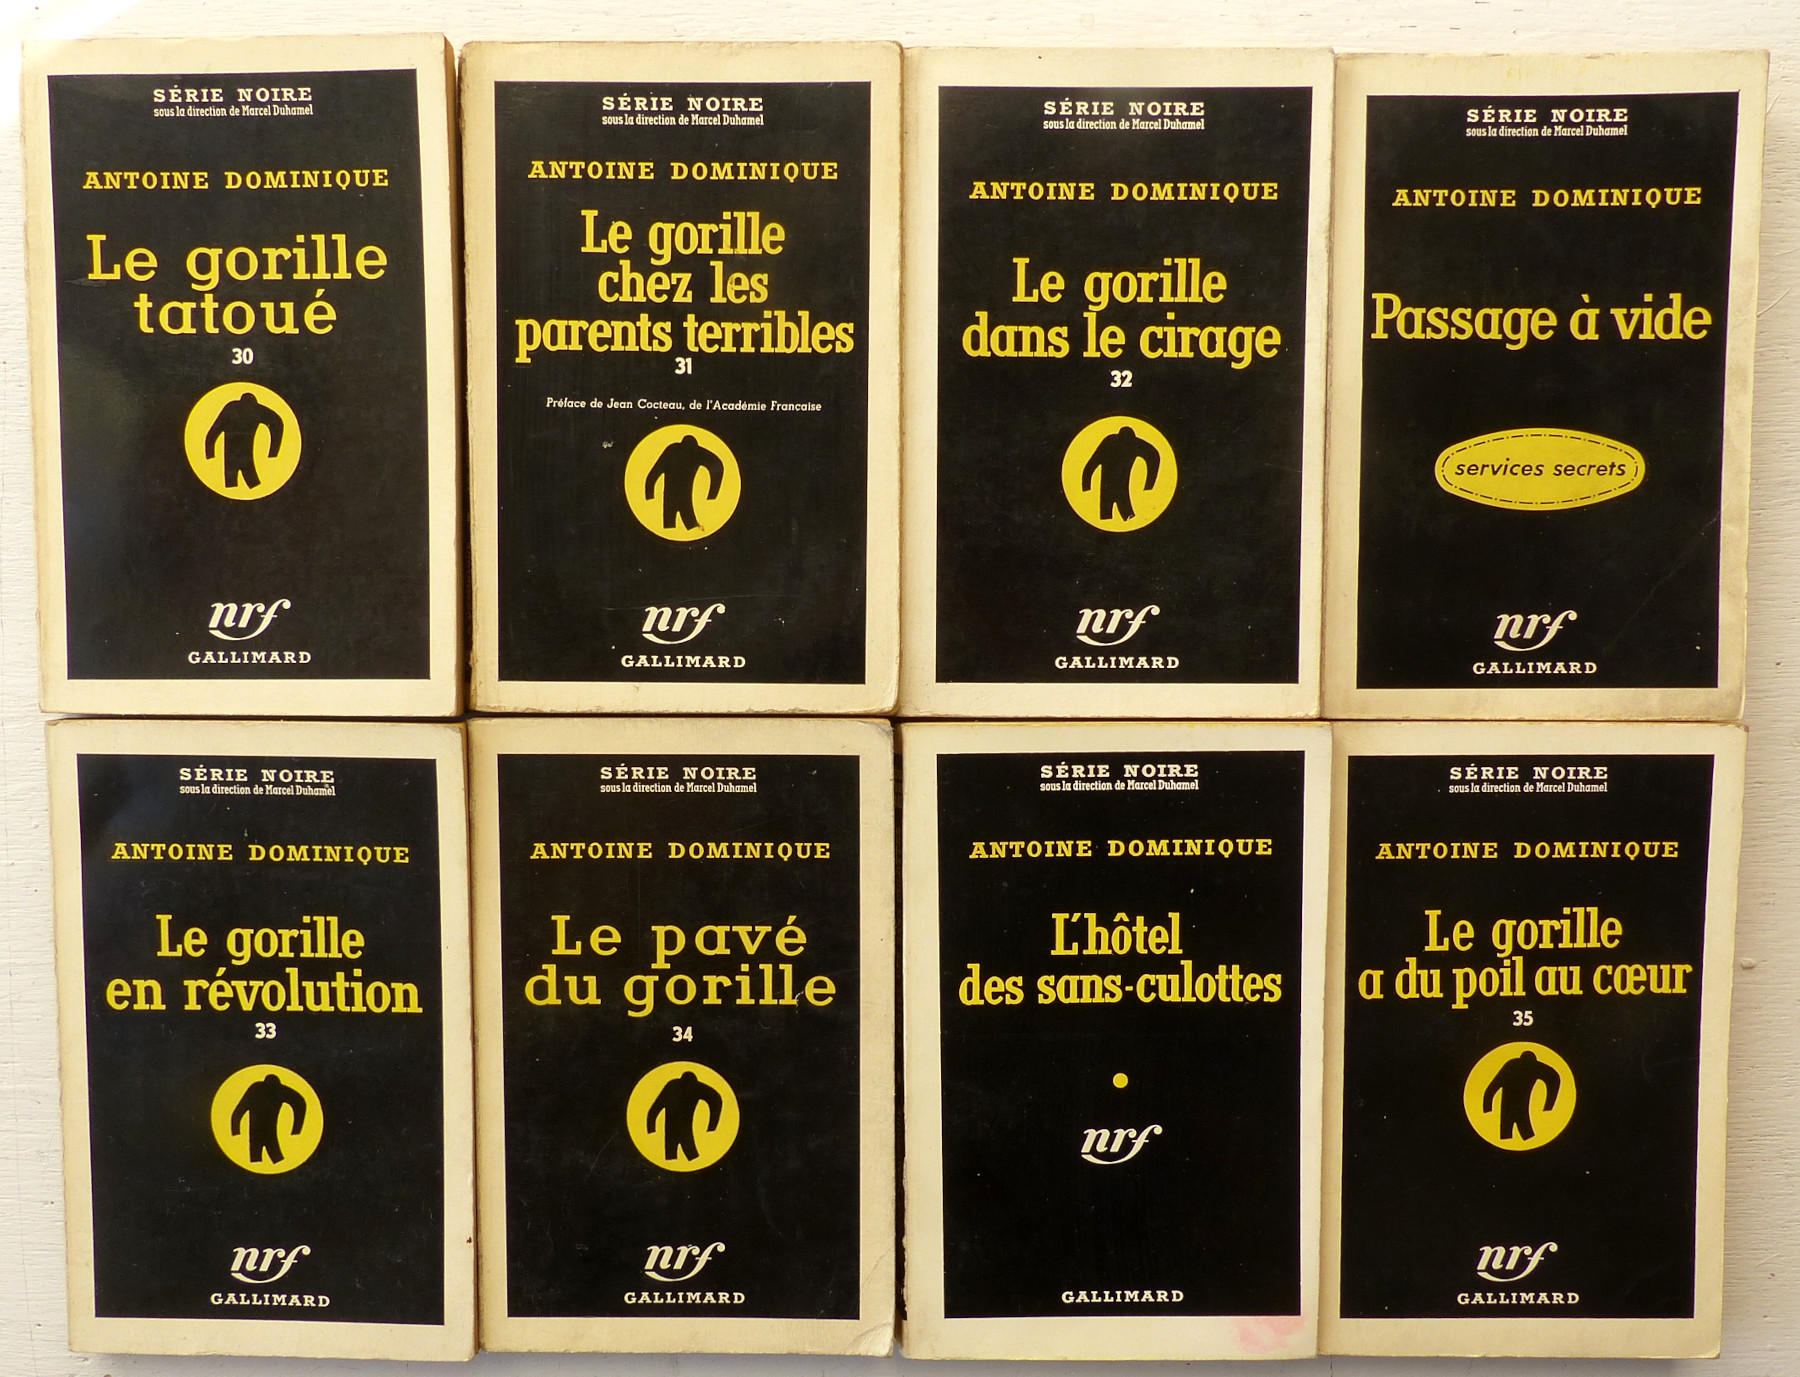 SÉRIE NOIRE
sous la direction de Marcel Duhamel
ANTOINE DOMINIQUE
Le gorille
tatoué
30
nrf
GALLIMARD
SÉRIE NOIRE
sous la direction de Marcel Duhamel
ANTOINE DOMINIQUE
Le gorille
chez les
parents terribles
31
Préface de Jean Cocteau, de l'Académie Francaise
nrf
GALLIMARD
SÉRIE NOIRE
sous la direction de Marcel Duhamel
ANTOINE DOMINIQUE
Le gorille
dans le cirage
32
nrf
GALLIMARD
SÉRIE NOIRE
sous la direction de Marcel Duhamel
ANTOINE DOMINIQUE
Passage à vide
services secrets
nrf
GALLIMARD
SÉRIE NOIRE
sous la direction de Marcel Duhamel
ANTOINE DOMINIQUE
Le gorille
en révolution
33
nrf
GALLIMARD
SÉRIE NOIRE
sous la direction de Marcel Duhamel
ANTOINE DOMINIQUE
Le pavé
du gorille
34
nrf
GALLIMARD
SÉRIE NOIRE
sous la direction de Marcel Duhamel
ANTOINE DOMINIQUE
L'hôtel
des sans-culottes
nrf
GALLIMARD
SÉRIE NOIRE
sous la direction de Marcel Duhamel
ANTOINE DOMINIQUE
Le gorille
a du poil au cœur
35
nrf
GALLIMARD